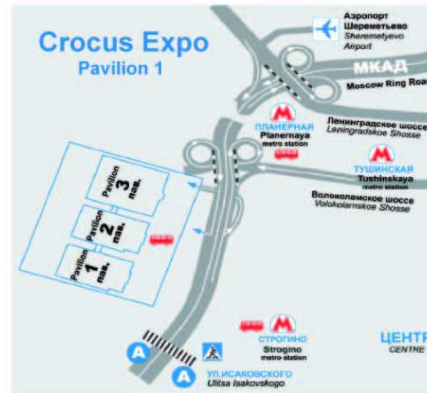 Crocus Expo
Pavilion 1
Аэропорт
Шереметьево
Sheremetyevo
Airport
МКАД
Moscow Ring Road
М
ПЛАНЕРНАЯ
Planernaya
metro station
Ленинградское шоссе
Leningradskoe Shosse
М
ТУШИНСКАЯ
Tushinskaya
metro station
Волоколамское шоссе
Volokolamskoe Shosse
Pavilion
3
пав.
Pavilion
2
пав.
Pavilion
1
пав.
М
СТРОГИНО
Strogino
metro station
ЦЕНТР
CENTRE
А
А
УЛ.ИСАКОВСКОГО
Ulitsa Isakovskogo